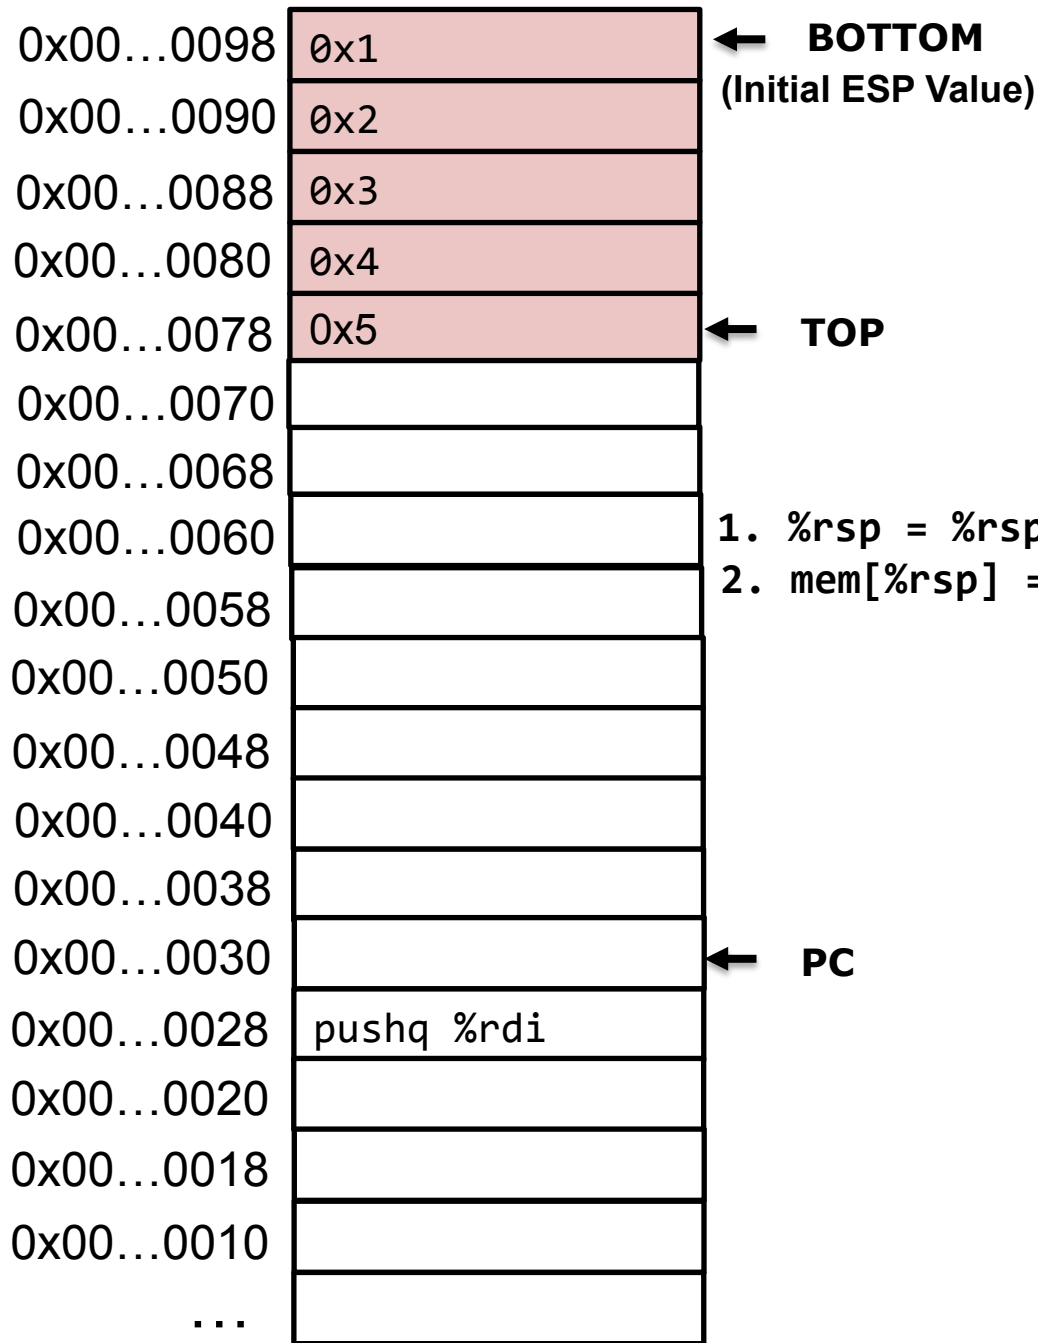 0x00…0098 0x1 BOTTOM
(Initial ESP Value)
0x00…0090 0x2
0x00…0088 0x3
0x00…0080 0x4
0x00…0078 0x5 TOP
0x00…0070
0x00…0068
0x00…0060 1. %rsp = %rsp
2. mem[%rsp] =
0x00…0058
0x00…0050
0x00…0048
0x00…0040
0x00…0038
0x00…0030 PC
0x00…0028 pushq %rdi
0x00…0020
0x00…0018
0x00…0010
…